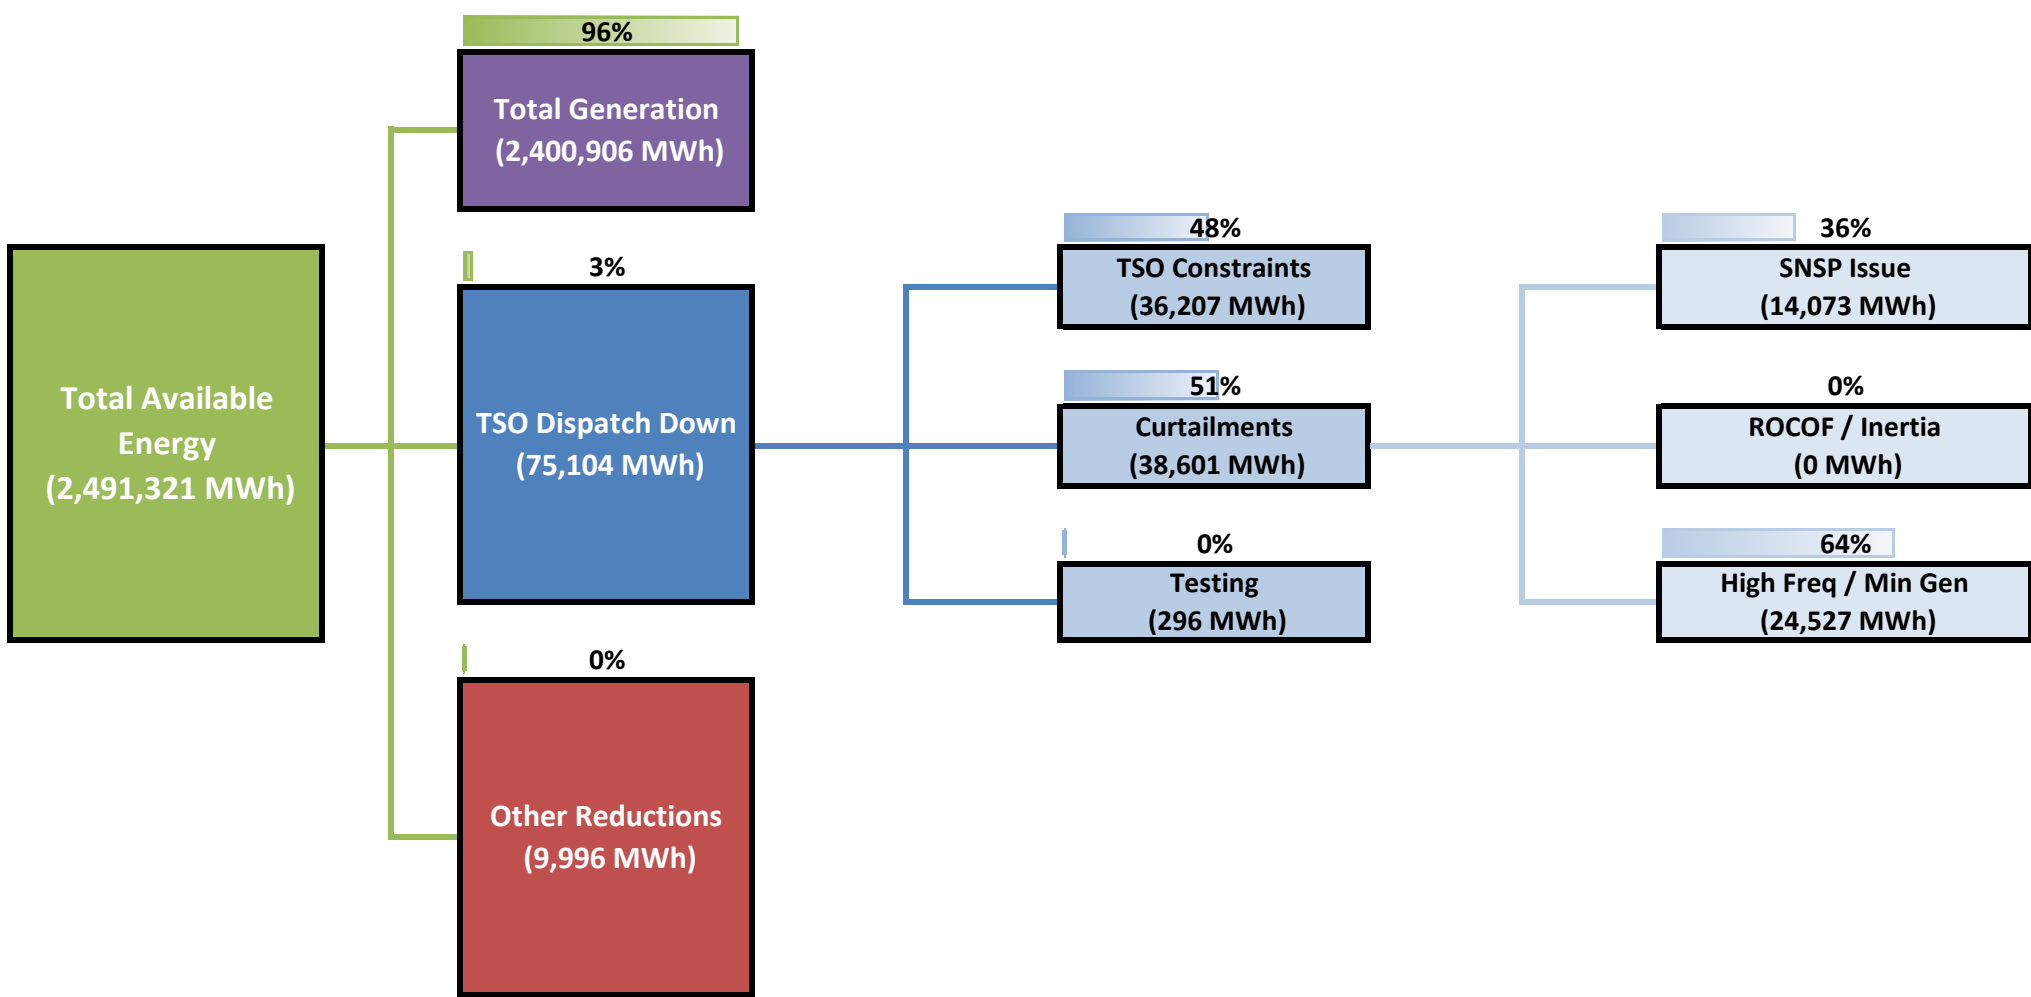 96%
Total Generation
(2,400,906 MWh)
Total Available
Energy
(2,491,321 MWh)
3%
TSO Dispatch Down
(75,104 MWh)
0%
Other Reductions
(9,996 MWh)
48%
TSO Constraints
(36,207 MWh)
51%
Curtailments
(38,601 MWh)
0%
Testing
(296 MWh)
36%
SNSP Issue
(14,073 MWh)
0%
ROCOF / Inertia
(0 MWh)
64%
High Freq / Min Gen
(24,527 MWh)